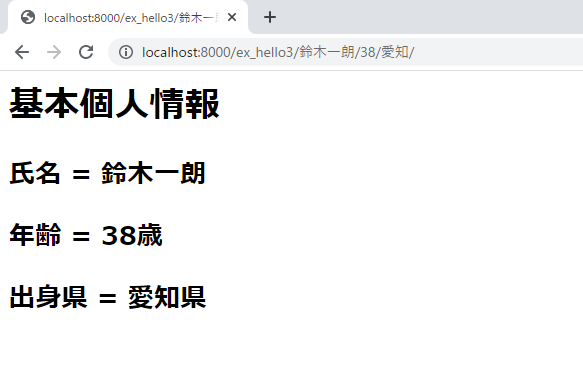 localhost:8000/ex_hello3/鈴木一
localhost:8000/ex_hello3/鈴木一朗/38/愛知/
基本個人情報
氏名 = 鈴木一朗
年齢 = 38歳
出身県 = 愛知県